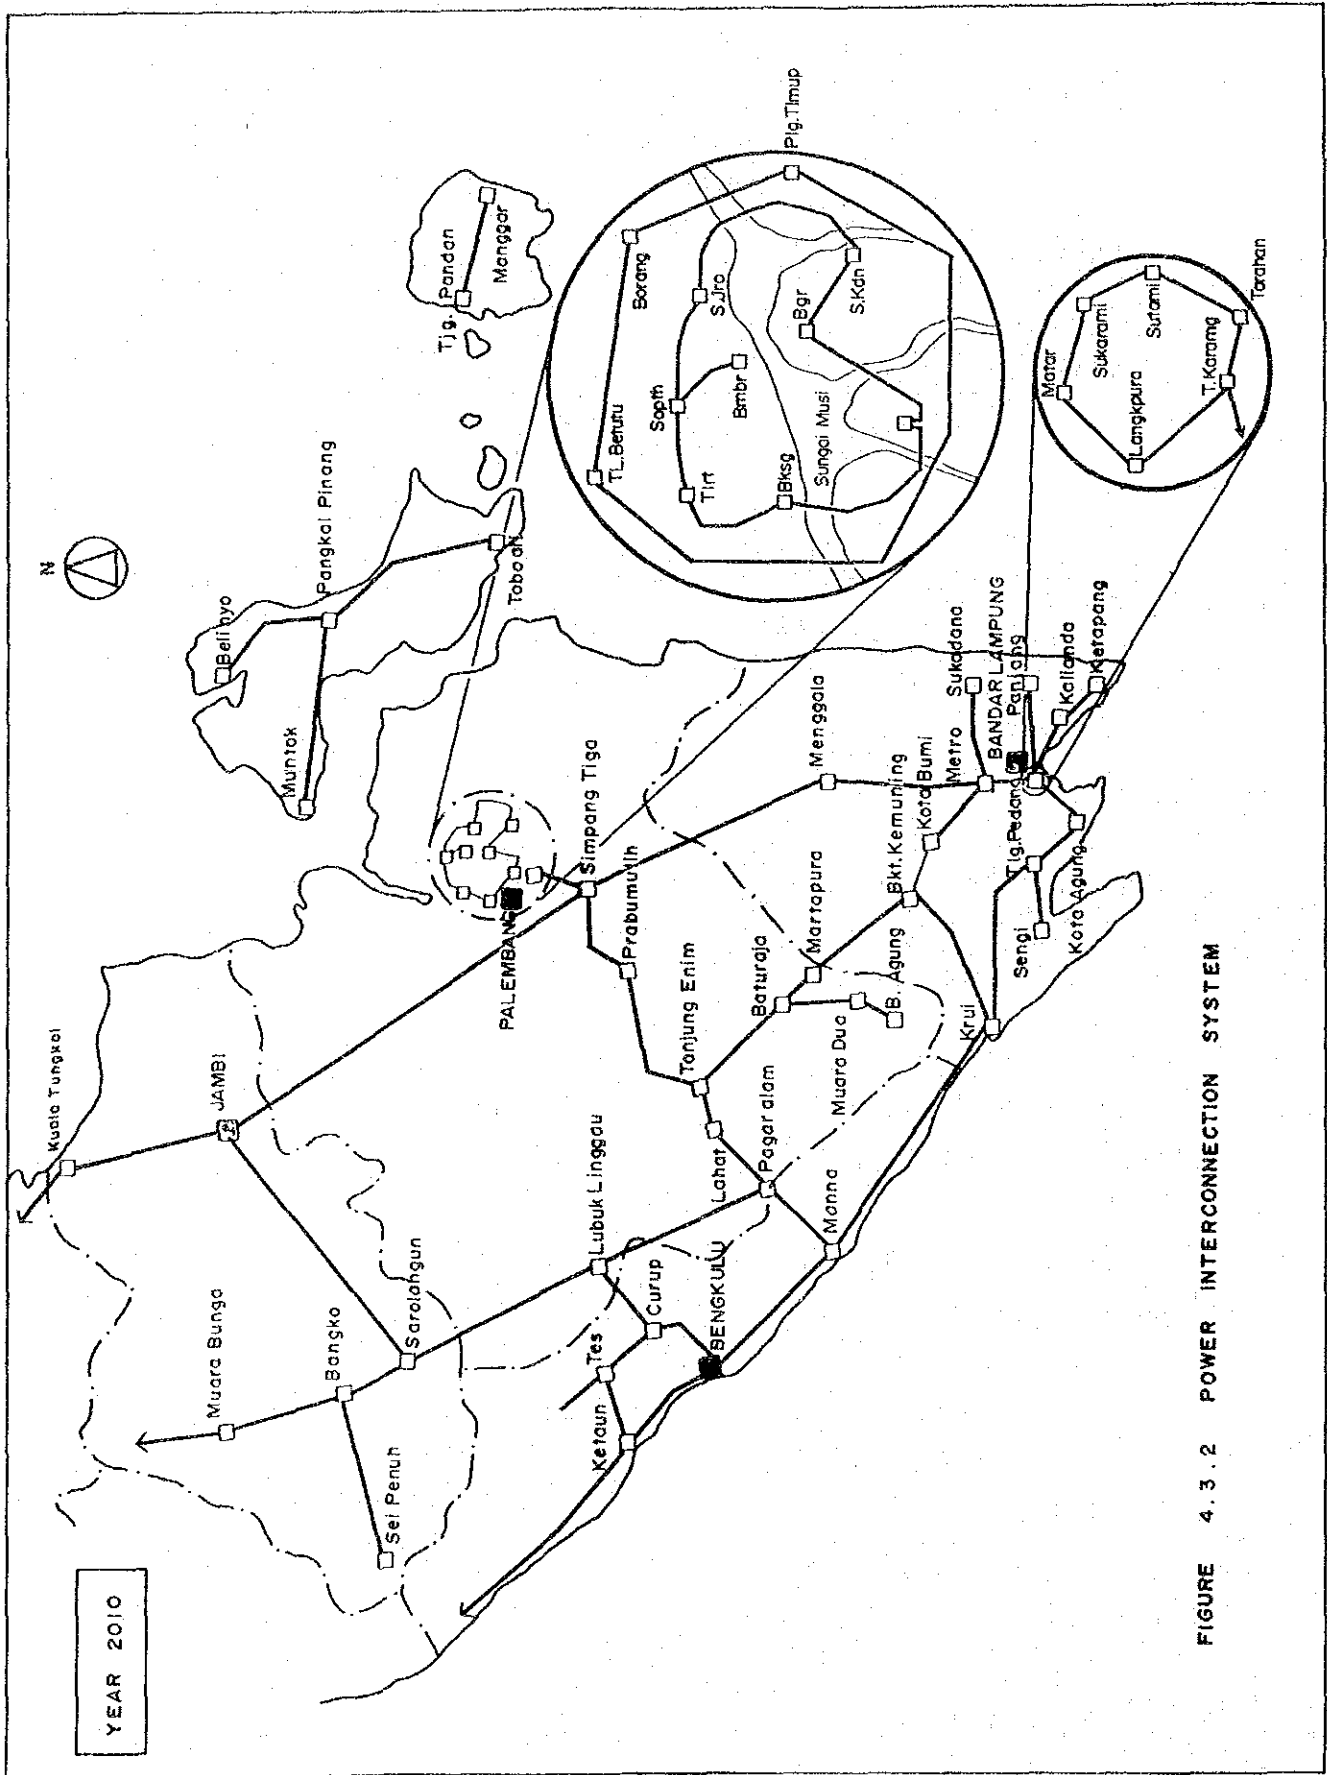 YEAR 2010
N
Kuala Tungkal
JAMBI
Muara Bungo
Bangko
Sarolangun
Sei Penuh
Lubuk Linggau
Curup
Tes
Ketaun
BENGKULU
Manna
Pagar alam
Lahat
Tanjung Enim
Prabumulih
Simpang Tiga
PALEMBANG
Baturaja
Martapura
Muara Dua
B. Agung
Bkt.Kemuning
Kota Bumi
Krui
Menggala
Metro
Sukadana
BANDAR LAMPUNG
Panjang
Kalianda
Ketapang
Sengi
Kota Agung
Muntok
Belinyo
Pangkal Pinang
Toboali
Tjg. Pandan
Manggar
TL.Betutu
Borang
Plg.Timup
Sapth
S.Jro
Bmbr
Tlrt
Bksg
Sungai Musi
Bgr
S.Kdn
Matar
Sukarami
Sutami
Langkpura
T.Karang
Tarahan
FIGURE 4.3.2 POWER INTERCONNECTION SYSTEM